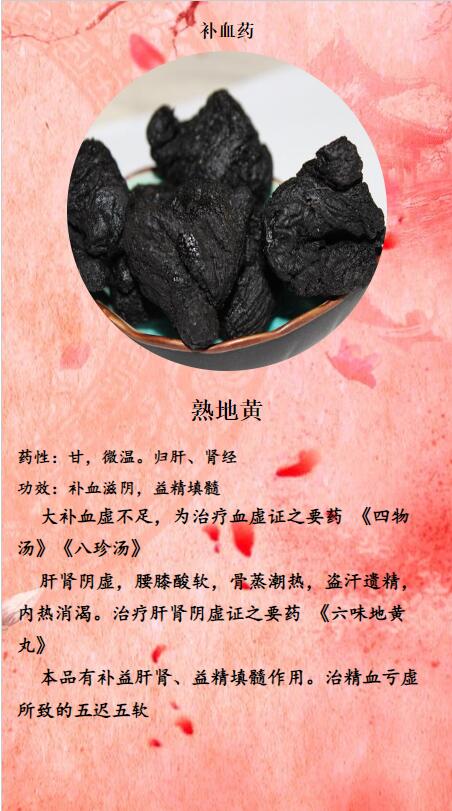 补血药
熟地黄
药性：甘，微温。归肝、肾经
功效：补血滋阴，益精填髓
大补血虚不足，为治疗血虚证之要药 《四物
汤》《八珍汤》
肝肾阴虚，腰膝酸软，骨蒸潮热，盗汗遗精，
内热消渴。治疗肝肾阴虚证之要药 《六味地黄
丸》
本品有补益肝肾、益精填髓作用。治精血亏虚
所致的五迟五软